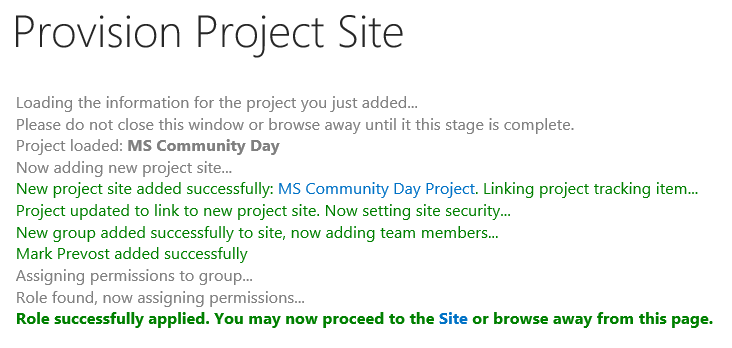 Provision Project Site
Loading the information for the project you just added...
Please do not close this window or browse away until it this stage is complete.
Project loaded: MS Community Day
Now adding new project site...
New project site added successfully: MS Community Day Project. Linking project tracking item...
Project updated to link to new project site. Now setting site security...
New group added successfully to site, now adding team members...
Mark Prevost added successfully
Assigning permissions to group...
Role found, now assigning permissions...
Role successfully applied. You may now proceed to the Site or browse away from this page.